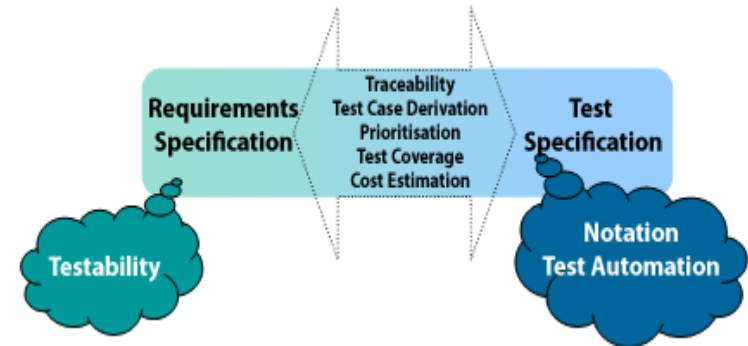 Requirements
Specification
Traceability
Test Case Derivation
Prioritisation
Test Coverage
Cost Estimation
Test
Specification
Testability
Notation
Test Automation